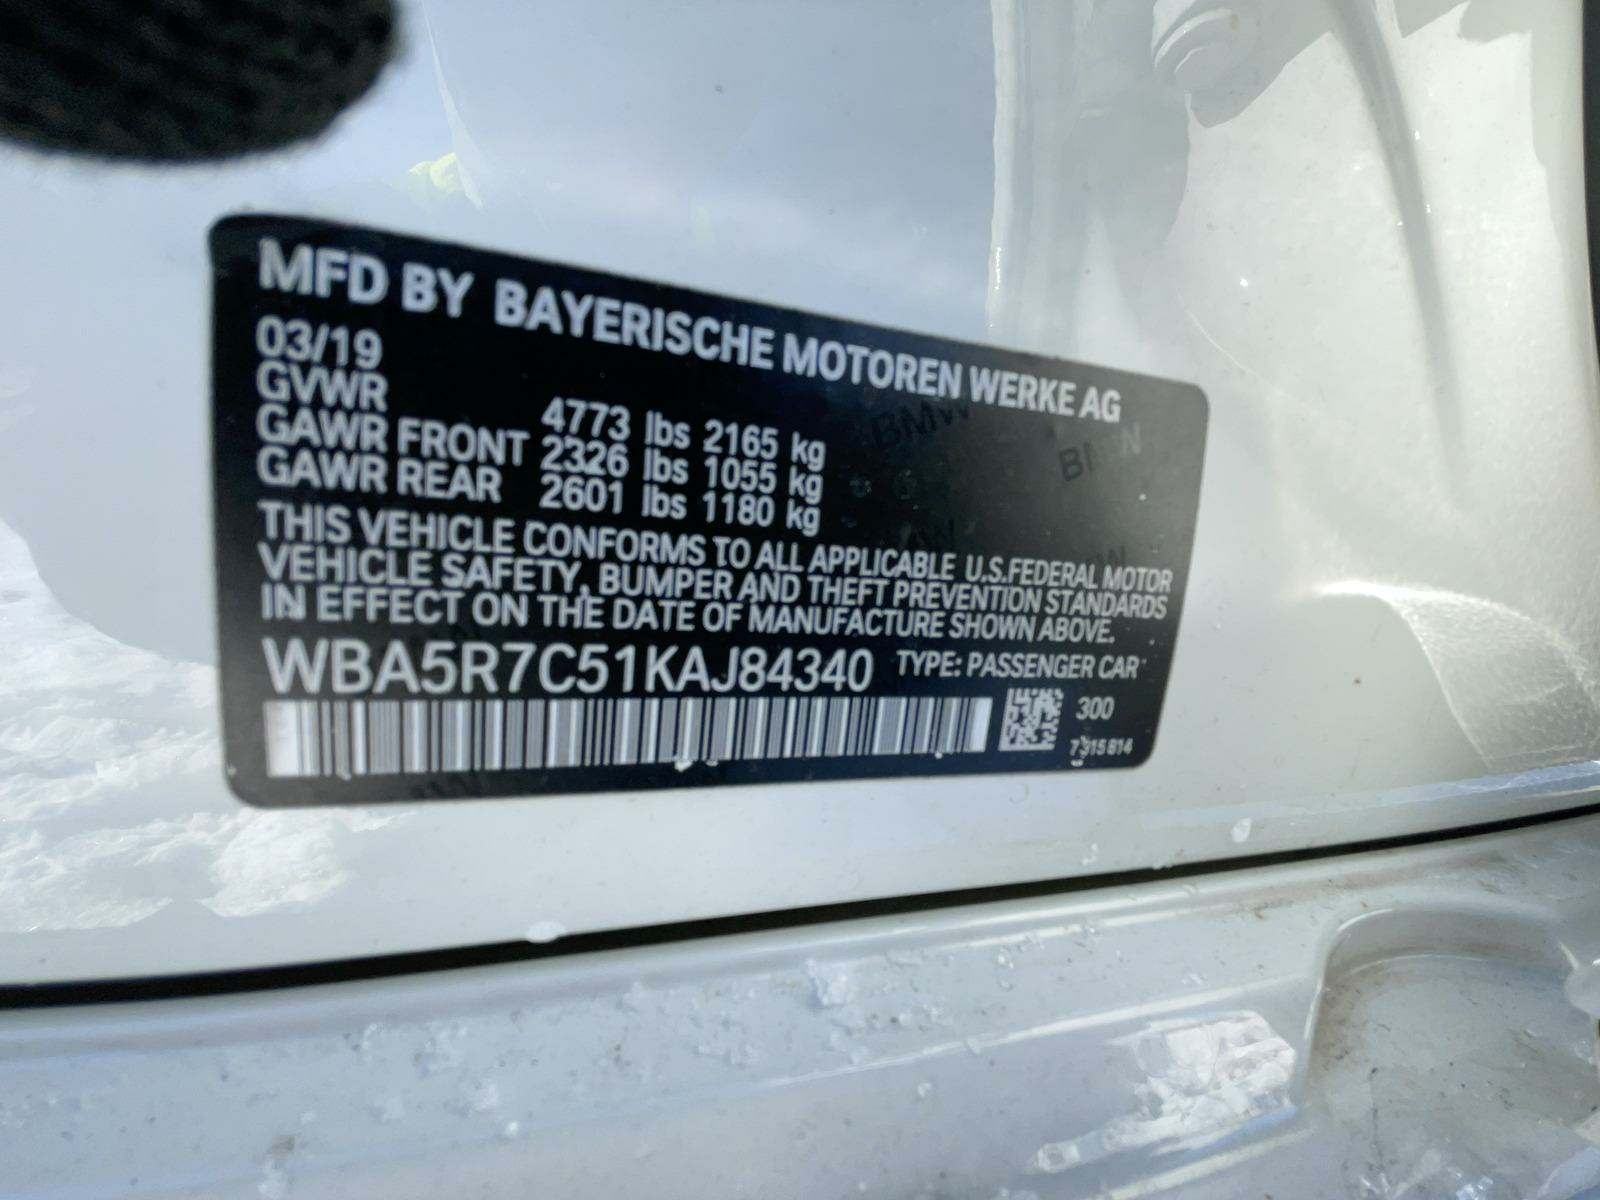 MFD BY BAYERISCHE MOTOREN WERKE AG
03/19
GVWR 4773 lbs 2165 kg
GAWR FRONT 2326 lbs 1055 kg
GAWR REAR 2601 lbs 1180 kg
THIS VEHICLE CONFORMS TO ALL APPLICABLE U.S.FEDERAL MOTOR
VEHICLE SAFETY, BUMPER AND THEFT PREVENTION STANDARDS
IN EFFECT ON THE DATE OF MANUFACTURE SHOWN ABOVE.
WBA5R7C51KAJ84340 TYPE: PASSENGER CAR
300
7315814
BMW